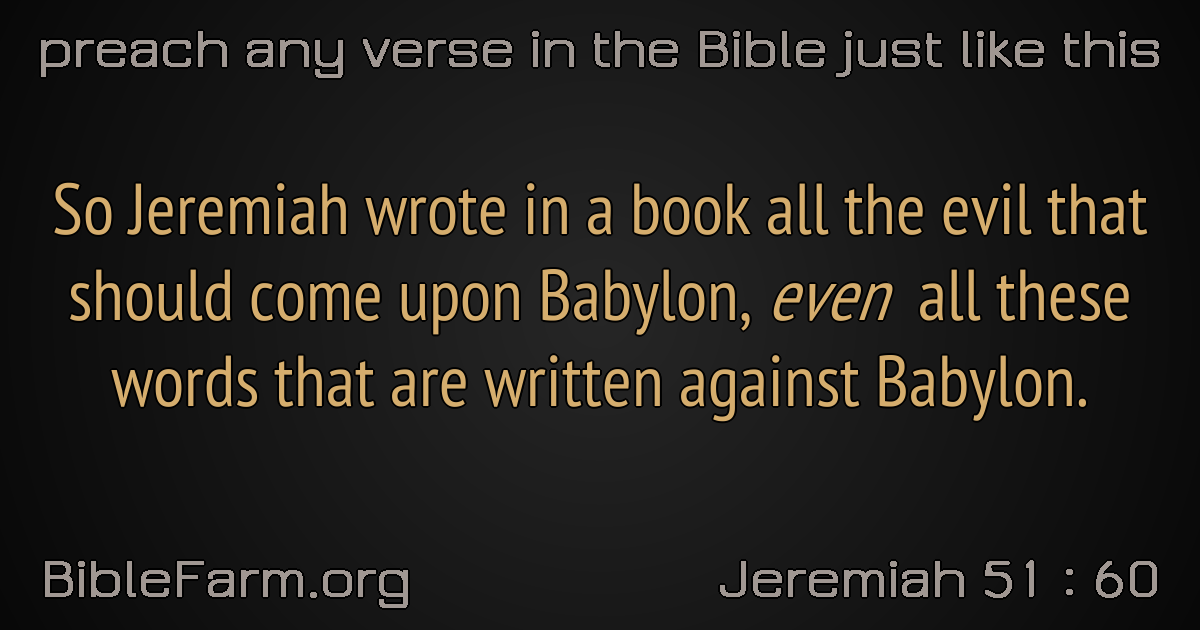 preach any verse in the Bible just like this
So Jeremiah wrote in a book all the evil that
should come upon Babylon, even all these
words that are written against Babylon.
BibleFarm.org
Jeremiah 51 : 60